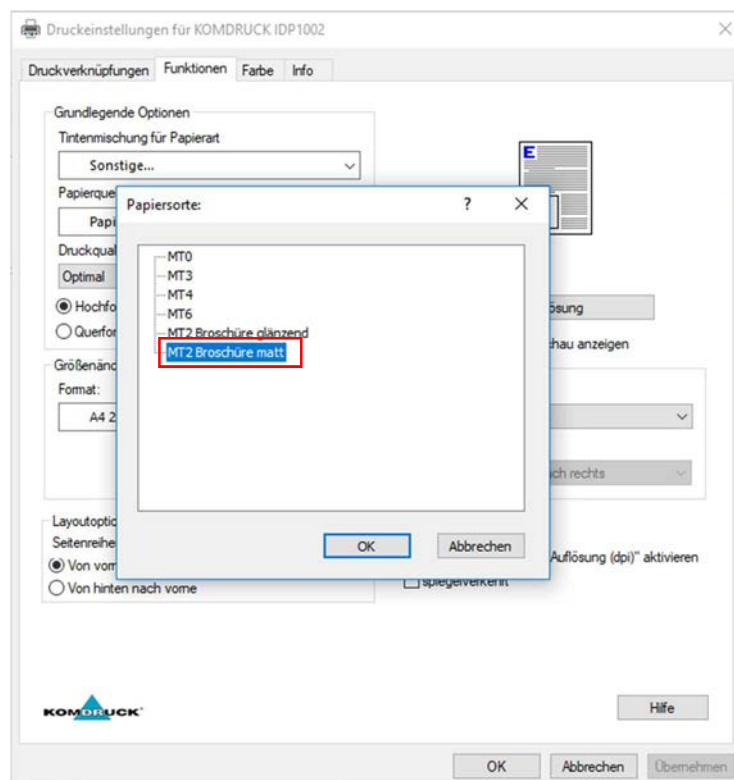 Druckeinstellungen für KOMDRUCK IDP1002
Druckverknüpfungen Funktionen Farbe Info
Grundlegende Optionen
Tintenmischung für Papierart
Sonstige...
E
Papierque
Papi
Druckqual
Optimal
Hochfo
Querfor
Größenänd
Format:
A4 2
Layoutoptio
Seitenreihe
Von vorn
Von hinten nach vorne
Papiersorte: ?
MT0
MT3
MT4
MT6
MT2 Broschüre glänzend
MT2 Broschüre matt
OK Abbrechen
ösung
hau anzeigen
ch rechts
Auflösung (dpi)" aktivieren
spiegelverkehrt
KOMDRUCK
Hilfe
OK Abbrechen Übernehmen